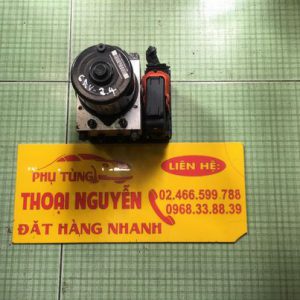 CRV-2.4
PHỤ TÙNG
LIÊN HỆ:
THOẠI NGUYỄN
02.466.599.788
0968.33.88.39
ĐẶT HÀNG NHANH